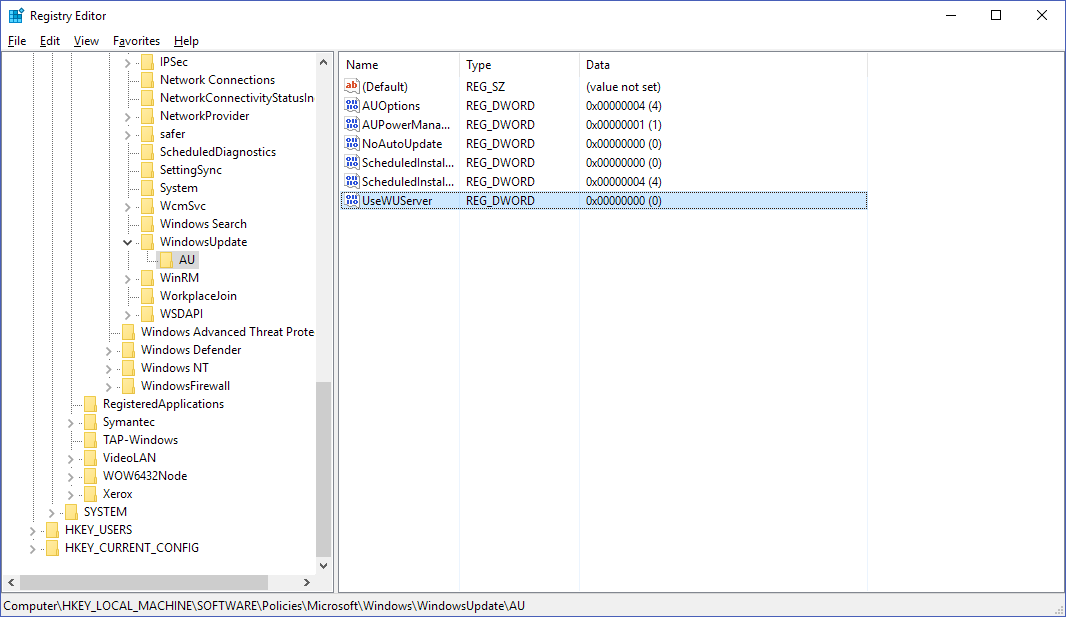 Registry Editor
File Edit View Favorites Help
IPSec
Network Connections
NetworkConnectivityStatusIn
NetworkProvider
safer
ScheduledDiagnostics
SettingSync
System
WcmSvc
Windows Search
WindowsUpdate
AU
WinRM
WorkplaceJoin
WSDAPI
Windows Advanced Threat Prote
Windows Defender
Windows NT
WindowsFirewall
RegisteredApplications
Symantec
TAP-Windows
VideoLAN
WOW6432Node
Xerox
SYSTEM
HKEY_USERS
HKEY_CURRENT_CONFIG
Name Type Data
(Default) REG_SZ (value not set)
AUOptions REG_DWORD 0x00000004 (4)
AUPowerMana... REG_DWORD 0x00000001 (1)
NoAutoUpdate REG_DWORD 0x00000000 (0)
ScheduledInstal... REG_DWORD 0x00000000 (0)
ScheduledInstal... REG_DWORD 0x00000004 (4)
UseWUServer REG_DWORD 0x00000000 (0)
Computer\HKEY_LOCAL_MACHINE\SOFTWARE\Policies\Microsoft\Windows\WindowsUpdate\AU